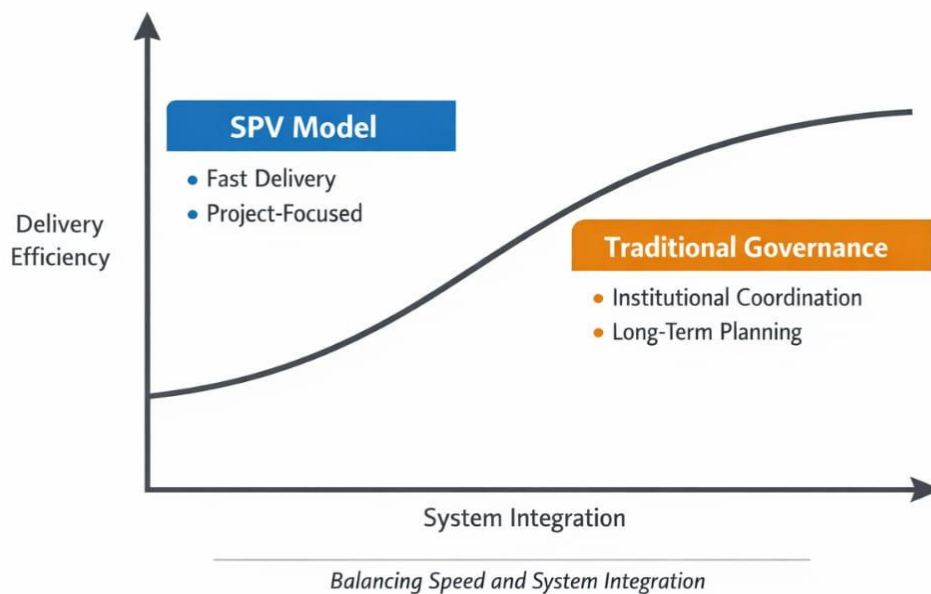 SPV Model
• Fast Delivery
• Project-Focused
Delivery
Efficiency
Traditional Governance
• Institutional Coordination
• Long-Term Planning
System Integration
Balancing Speed and System Integration